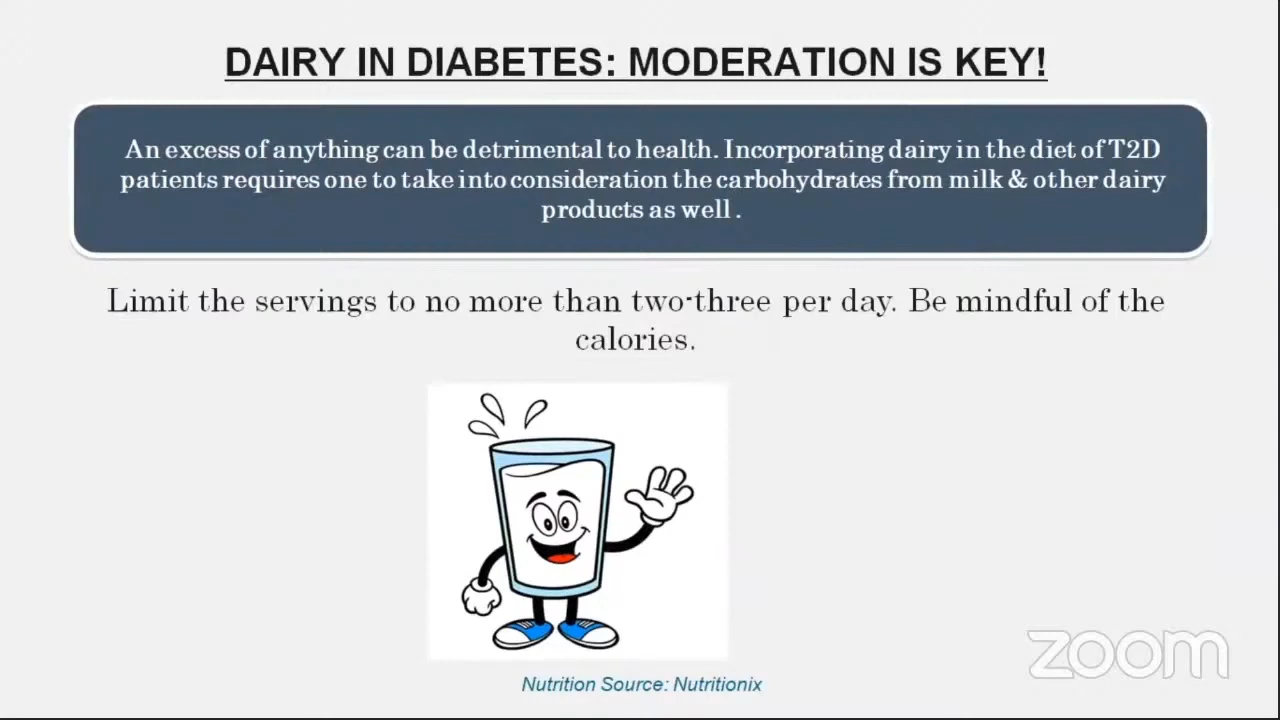 DAIRY IN DIABETES: MODERATION IS KEY!
An excess of anything can be detrimental to health. Incorporating dairy in the diet of T2D
patients requires one to take into consideration the carbohydrates from milk & other dairy
products as well .
Limit the servings to no more than two-three per day. Be mindful of the
calories.
Nutrition Source: Nutritionix
zoom